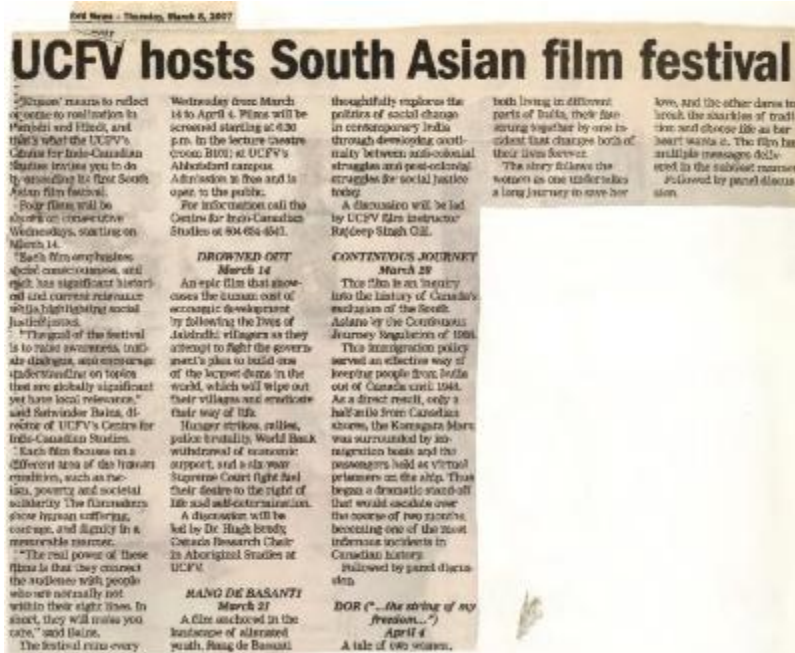 News - Thursday, March 8, 2007
UCFV hosts South Asian film festival
means to reflect
or come to realization in
Punjabi and Hindi, and
that's what the UCFV's
Centre for Indo-Canadian
Studies invites you to do
by attending its first South
Asian film festival.
Four films will be
shown on consecutive
Wednesdays, starting on
March 14.
"Each film emphasizes
social consciousness, and
each has significant histori-
cal and current relevance
while highlighting social
justice issues.
"The goal of the festival
is to raise awareness, initi-
ate dialogue, and encourage
understanding on topics
that are globally significant
yet have local relevance,"
said Satwinder Bains, di-
rector of UCFV's Centre for
Indo-Canadian Studies.
"Each film focuses on a
different area of the human
condition, such as rac-
ism, poverty and societal
solidarity. The filmmakers
show human suffering,
courage, and dignity in a
memorable manner.
"The real power of these
films is that they connect
the audience with people
who are normally not
within their sight lines. In
short, they will make you
care," said Bains.
The festival runs every
Wednesday from March
14 to April 4. Films will be
screened starting at 6:30
p.m. in the lecture theatre
(room B101) at UCFV's
Abbotsford campus.
Admission is free and is
open to the public.
For information call the
Centre for Indo-Canadian
Studies at
DROWNED OUT
March 14
An epic film that show-
cases the human cost of
economic development
by following the lives of
Jalsindhi villagers as they
attempt to fight the govern-
ment's plan to build one
of the largest dams in the
world, which will wipe out
their villages and eradicate
their way of life.
Hunger strikes, rallies,
police brutality, World Bank
withdrawal of economic
support, and a six year
Supreme Court fight fuel
their desire to the right of
life and self-determination.
A discussion will be
led by Dr. Hugh Brody,
Canada Research Chair
in Aboriginal Studies at
UCFV.
RANG DE BASANTI
March 21
A film anchored in the
landscape of alienated
youth, Rang de Basanti
thoughtfully explores the
politics of social change
in contemporary India
through developing conti-
nuity between anti-colonial
struggles and post-colonial
struggles for social justice
today.
A discussion will be led
by UCFV film instructor
Rajdeep Singh Gill.
CONTINUOUS JOURNEY
March 28
This film is an inquiry
into the history of Canada's
exclusion of the South
Asians by the Continuous
Journey Regulation of 1908.
This immigration policy
served an effective way of
keeping people from India
out of Canada until 1948.
As a direct result, only a
half-mile from Canadian
shores, the Komagata Maru
was surrounded by im-
migration boats and the
passengers held as virtual
prisoners on the ship. Thus
began a dramatic stand-off
that would escalate over
the course of two months,
becoming one of the most
infamous incidents in
Canadian history.
Followed by panel discus-
sion.
DOR ("...the string of my
freedom...")
April 4
A tale of two women,
both living in different
parts of India, their fate
strung together by one in-
cident that changes both of
their lives forever.
The story follows the
women as one undertakes
a long journey to save her
love, and the other dares to
break the shackles of tradi-
tion and choose life as her
heart wants it. The film has
multiple messages deliv-
ered in the subtlest manner.
Followed by panel discus-
sion.